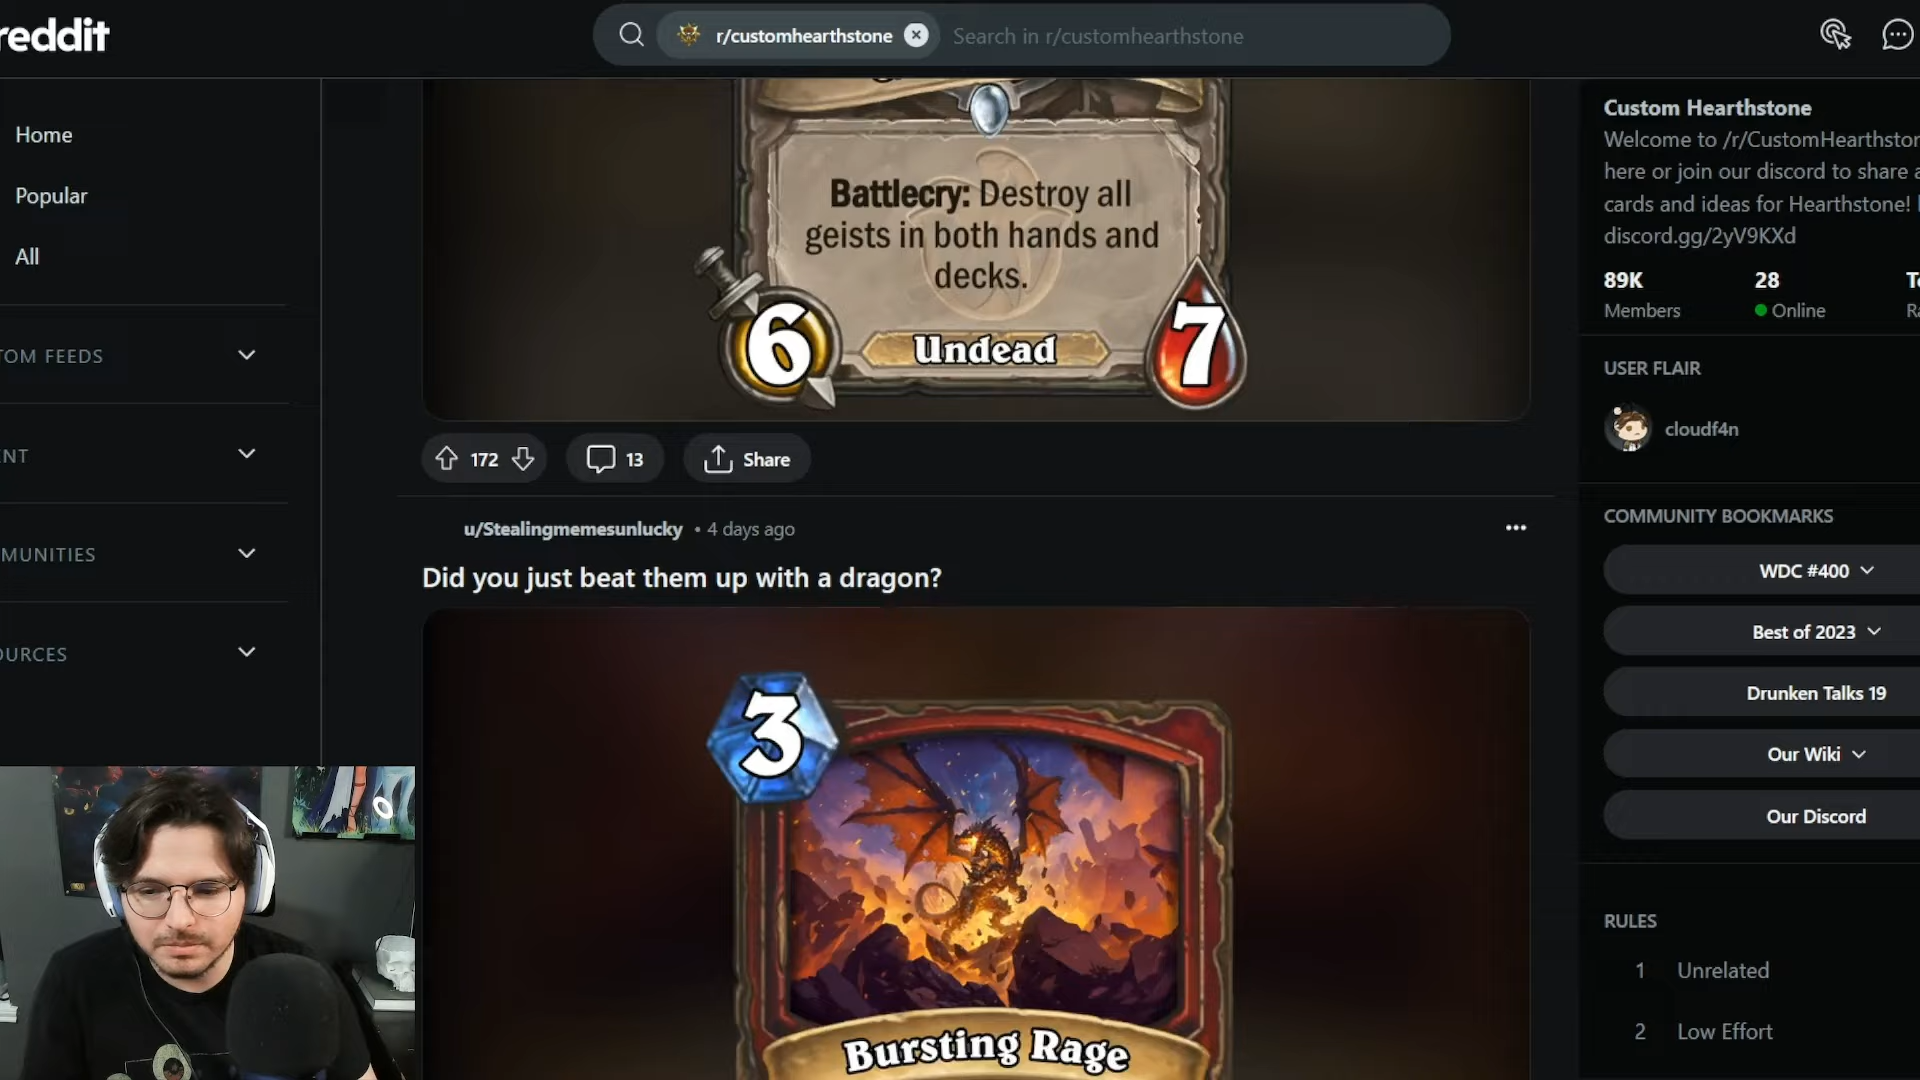 reddit
r/customhearthstone
Search in r/customhearthstone
Home
Popular
All
TOM FEEDS
NT
MUNITIES
OURCES
Battlecry: Destroy all
geists in both hands and
decks.
6
Undead
7
172
13
Share
u/Stealingmemesunlucky • 4 days ago
Did you just beat them up with a dragon?
3
Bursting Rage
Custom Hearthstone
Welcome to /r/CustomHearthstor
here or join our discord to share a
cards and ideas for Hearthstone!
discord.gg/2yV9KXd
89K
Members
28
Online
USER FLAIR
cloudf4n
COMMUNITY BOOKMARKS
WDC #400
Best of 2023
Drunken Talks 19
Our Wiki
Our Discord
RULES
1 Unrelated
2 Low Effort